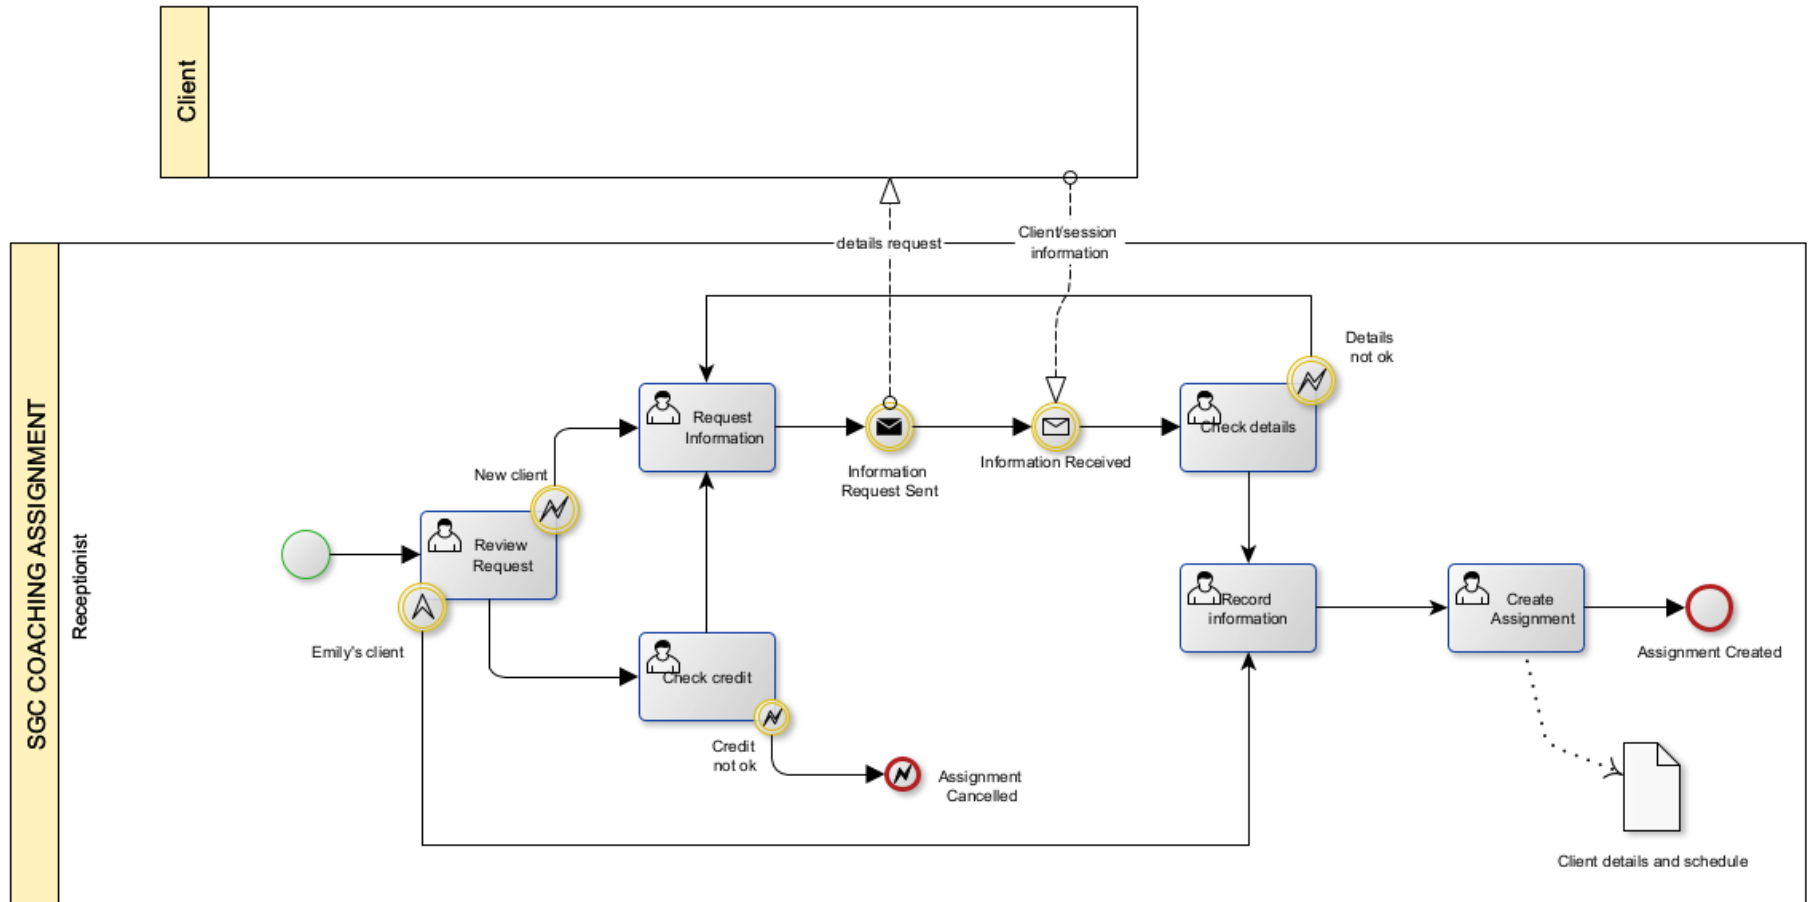 Client
details request
Client/session
information
SGC COACHING ASSIGNMENT
Receptionist
Details
not ok
Request
Information
Check details
New client
Information
Request Sent
Information Received
Review
Request
Emily's client
Check credit
Record
information
Create
Assignment
Assignment Created
Credit
not ok
Assignment
Cancelled
Client details and schedule